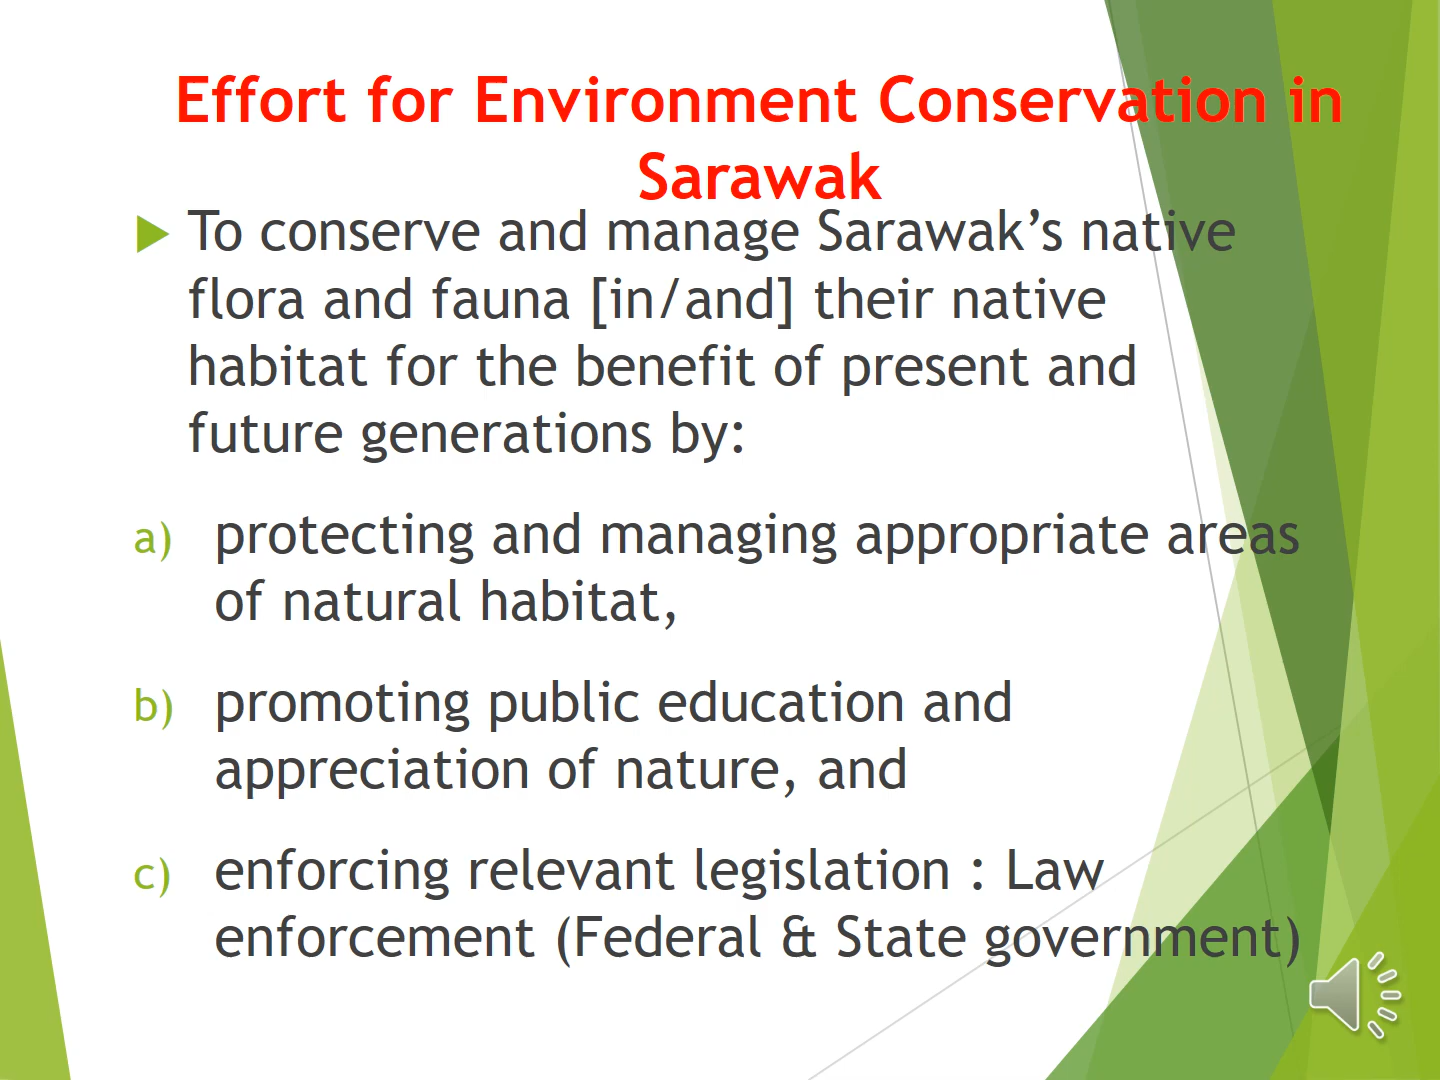 Effort for Environment Conservation in
Sarawak
To conserve and manage Sarawak’s native
flora and fauna [in/and] their native
habitat for the benefit of present and
future generations by:
a) protecting and managing appropriate areas
of natural habitat,
b) promoting public education and
appreciation of nature, and
c) enforcing relevant legislation : Law
enforcement (Federal & State government)